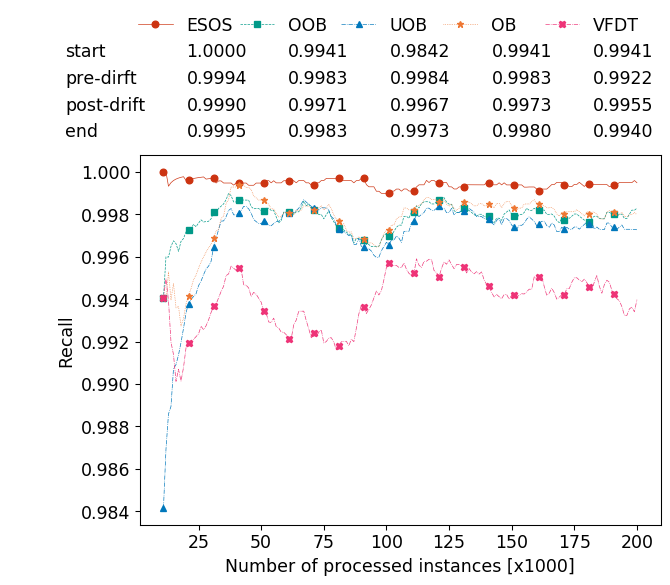 ESOS OOB UOB OB VFDT
start 1.0000 0.9941 0.9842 0.9941 0.9941
pre-dirft 0.9994 0.9983 0.9984 0.9983 0.9922
post-drift 0.9990 0.9971 0.9967 0.9973 0.9955
end 0.9995 0.9983 0.9973 0.9980 0.9940
1.000
0.998
0.996
0.994
0.992
0.990
0.988
0.986
0.984
Recall
25 50 75 100 125 150 175 200
Number of processed instances [x1000]